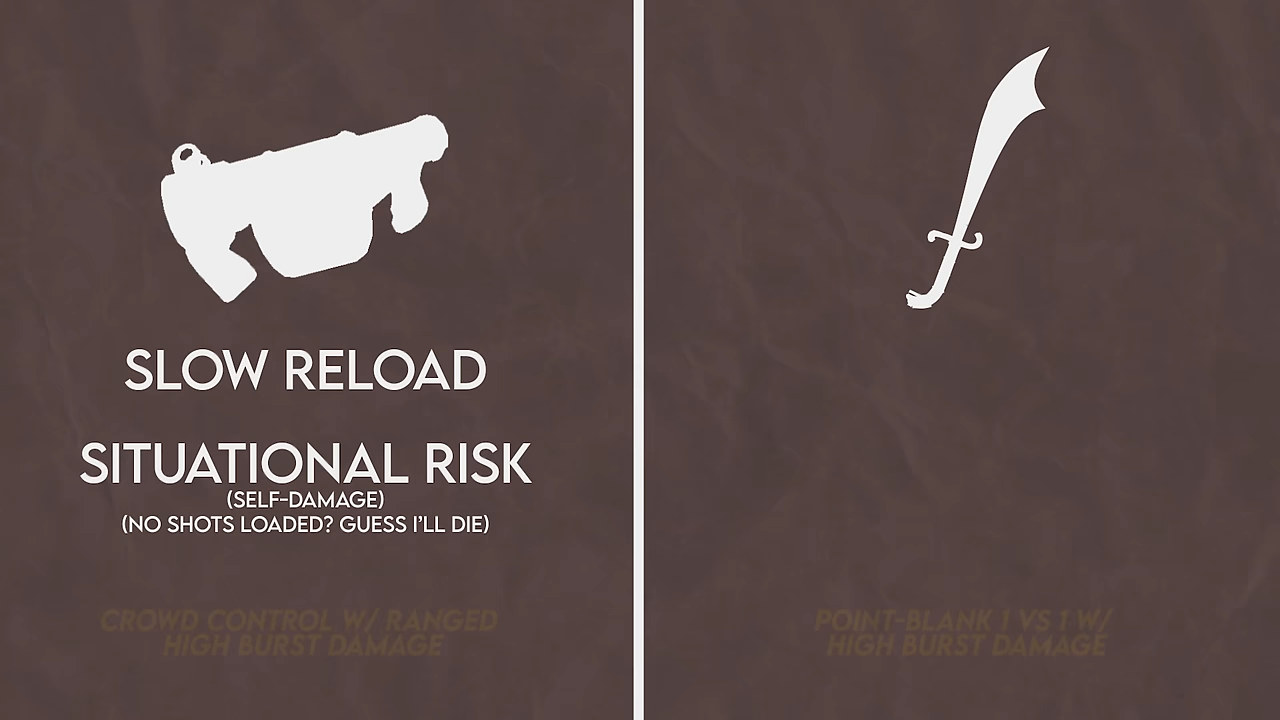 SLOW RELOAD
SITUATIONAL RISK
(SELF-DAMAGE)
(NO SHOTS LOADED? GUESS I'LL DIE)
CROWD CONTROL W/ RANGED
HIGH BURST DAMAGE
POINT-BLANK 1 VS 1 W/
HIGH BURST DAMAGE